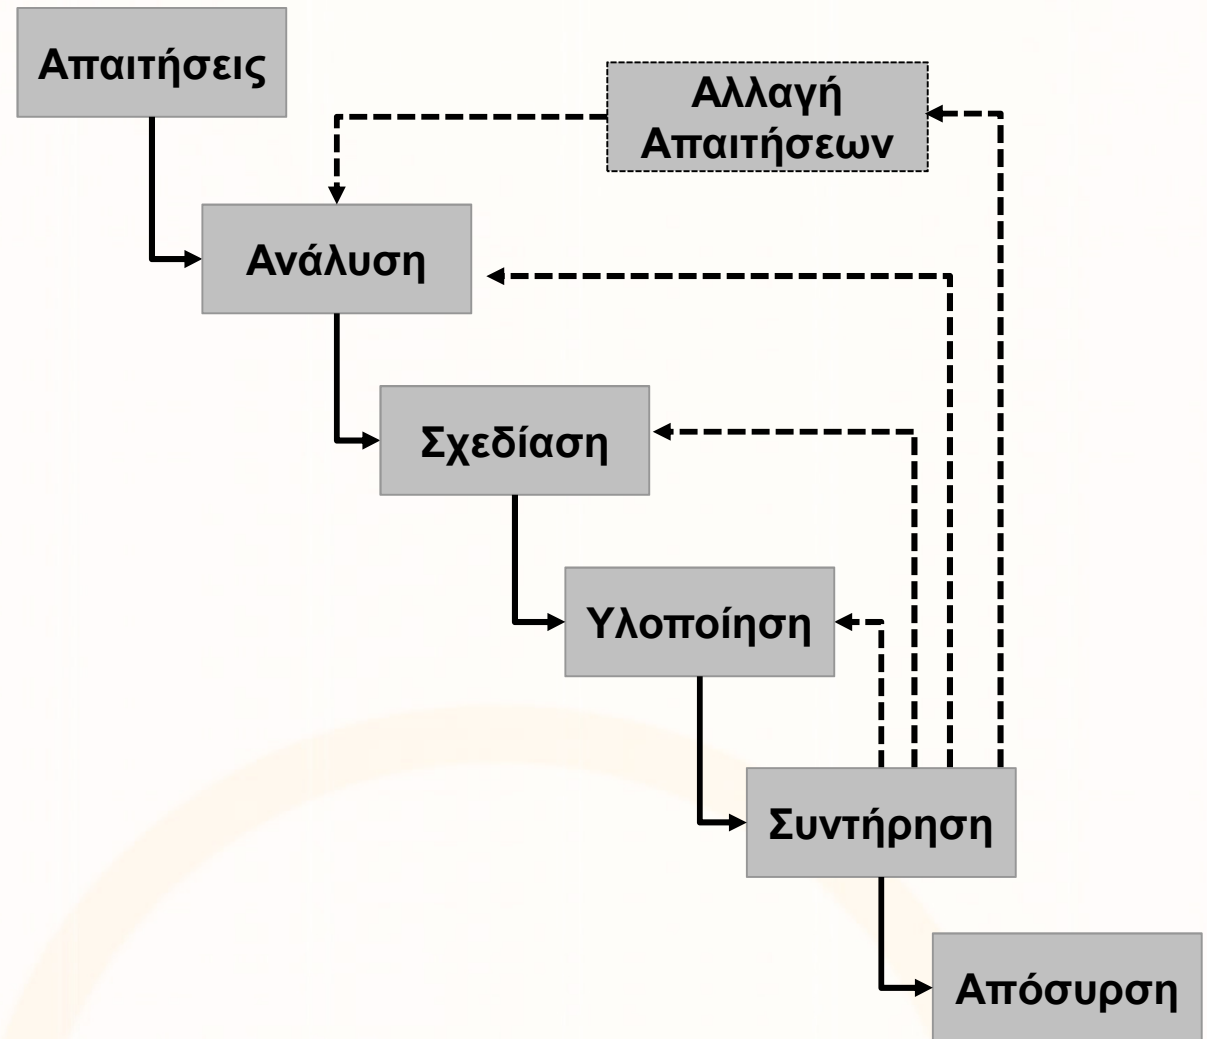 Απαιτήσεις
Αλλαγή
Απαιτήσεων
Ανάλυση
Σχεδίαση
Υλοποίηση
Συντήρηση
Απόσυρση